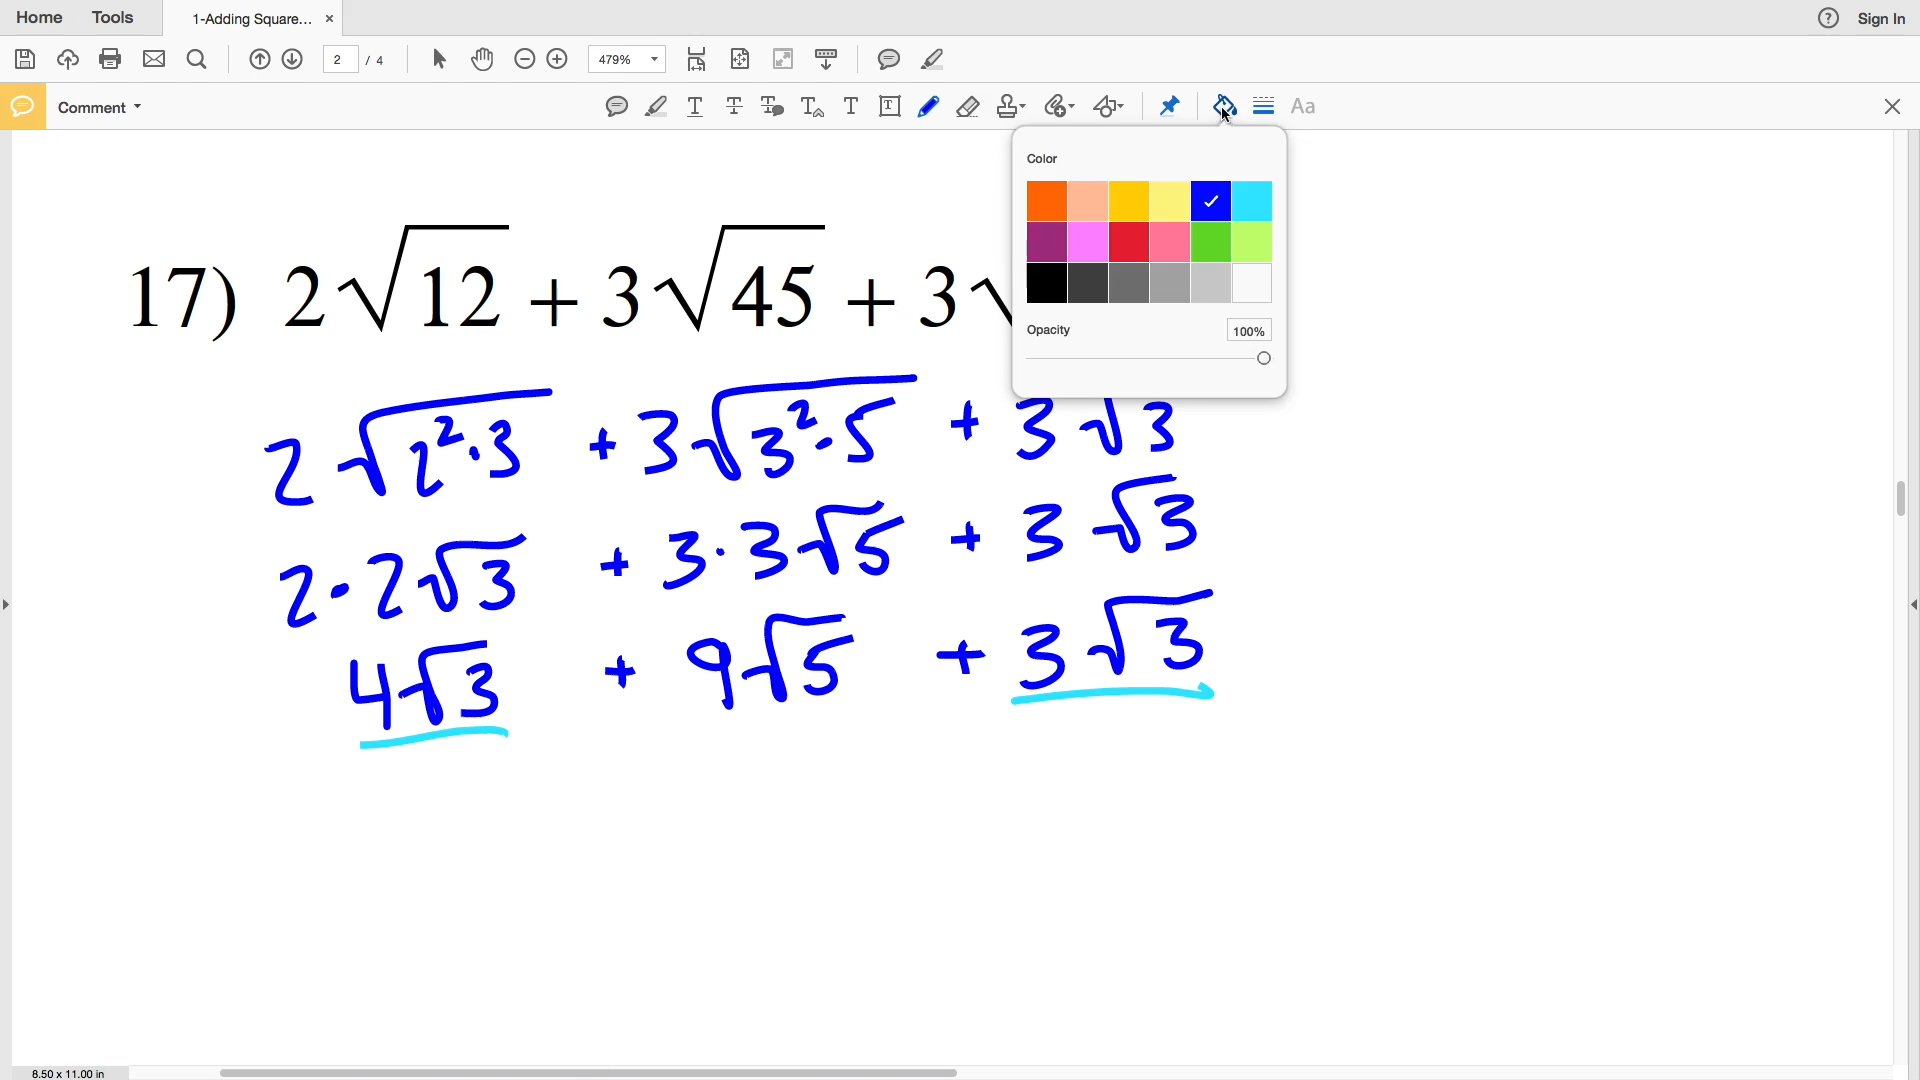 Home Tools 1-Adding Square... × ? Sign In
2 / 4 479%
Comment T T T T T T Aa
Color
17) 2√12 + 3√45 + 3√
Opacity 100%
2√2²·3 + 3√3²·5 + 3√3
2·2√3 + 3·3√5 + 3√3
4√3 + 9√5 + 3√3
8.50 x 11.00 in